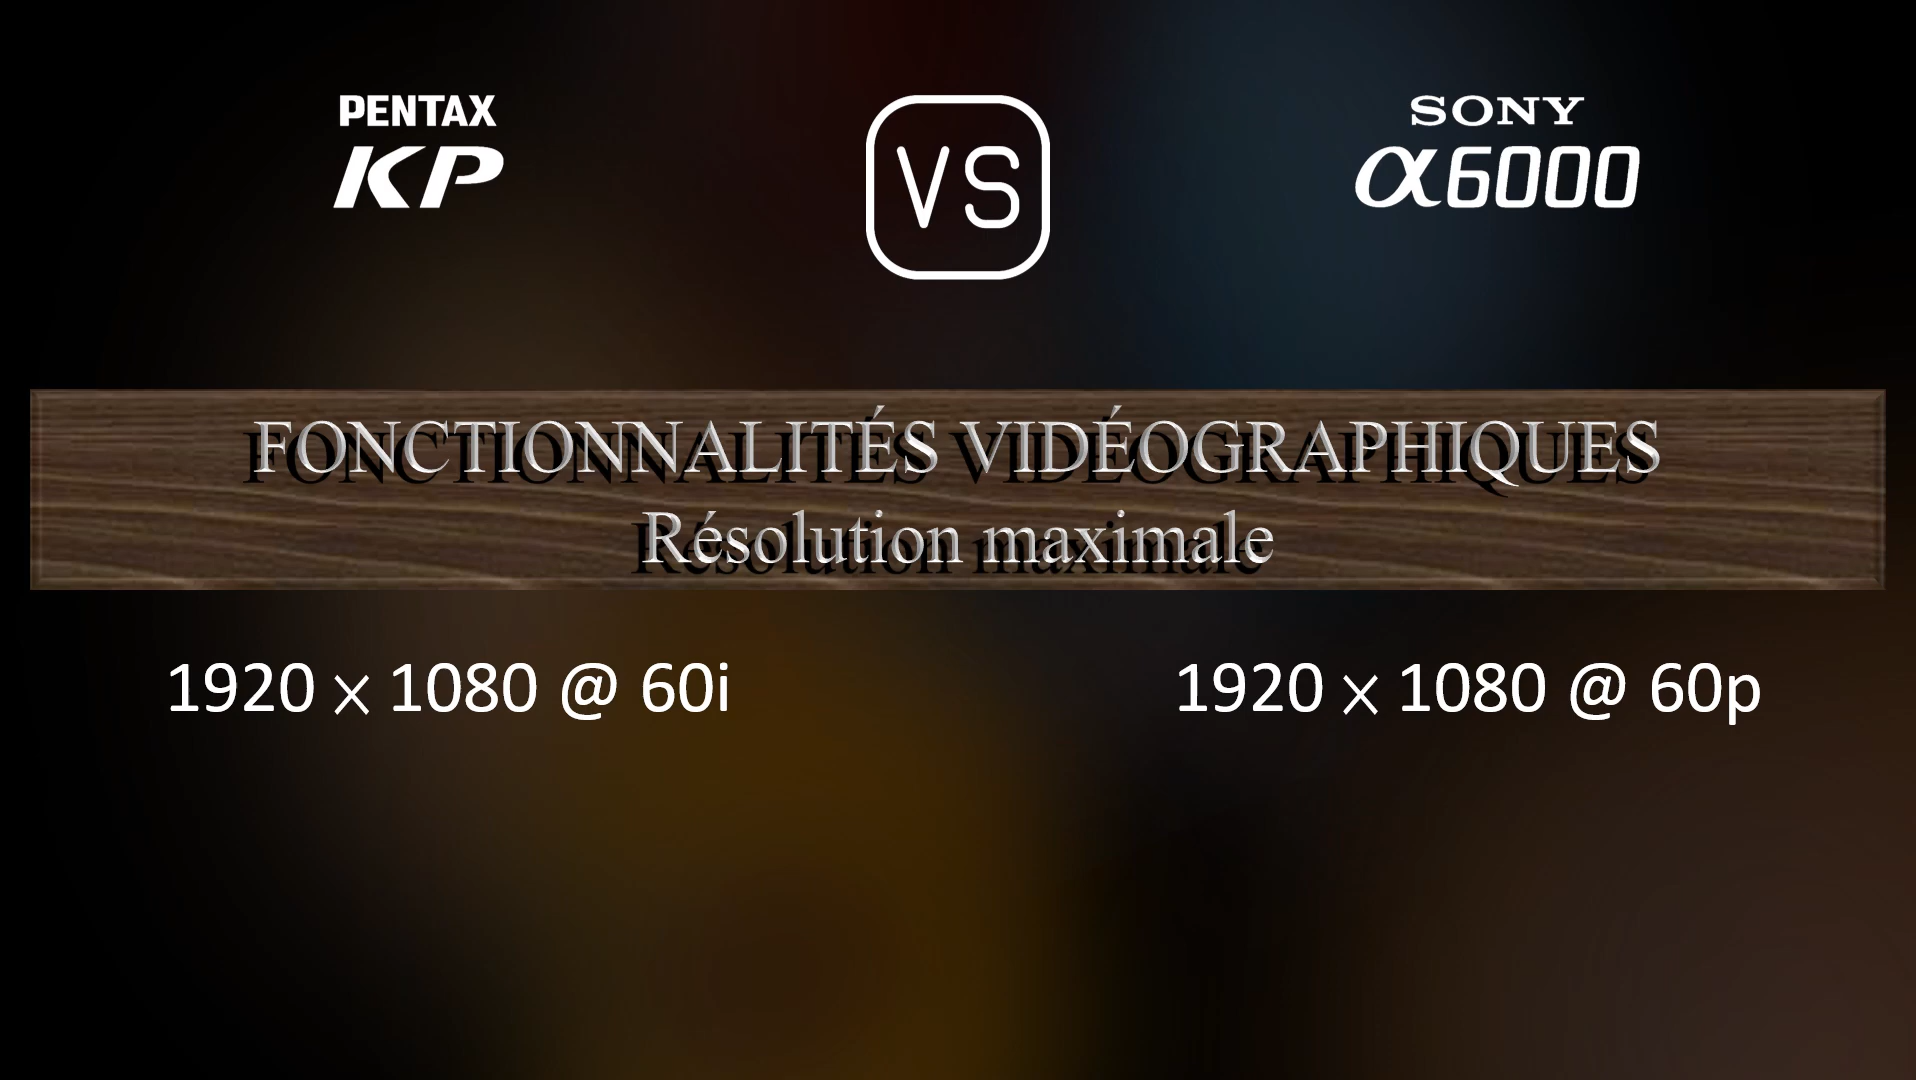 PENTAX
KP
VS
SONY
α6000
FONCTIONNALITÉS VIDÉOGRAPHIQUES
Résolution maximale
1920 x 1080 @ 60i
1920 x 1080 @ 60p